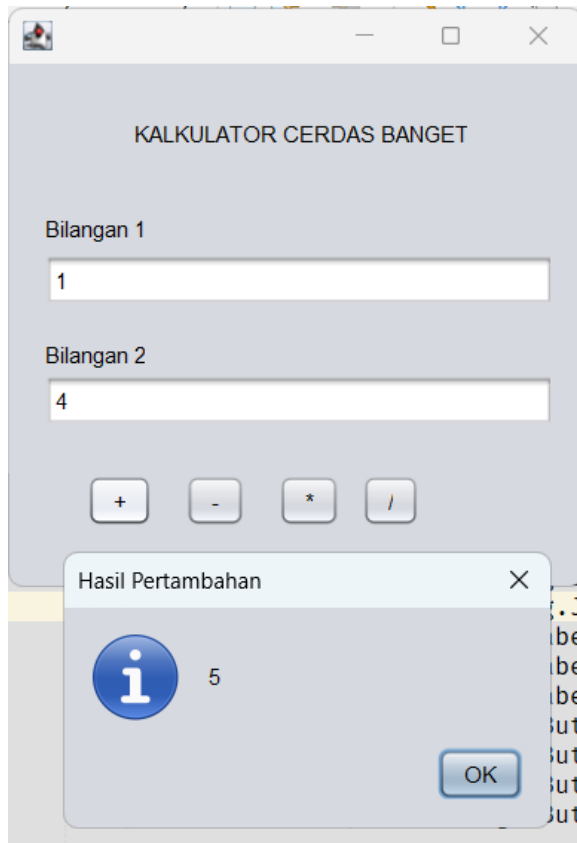 KALKULATOR CERDAS BANGET
Bilangan 1
1
Bilangan 2
4
+ - * /
Hasil Pertambahan
5
OK